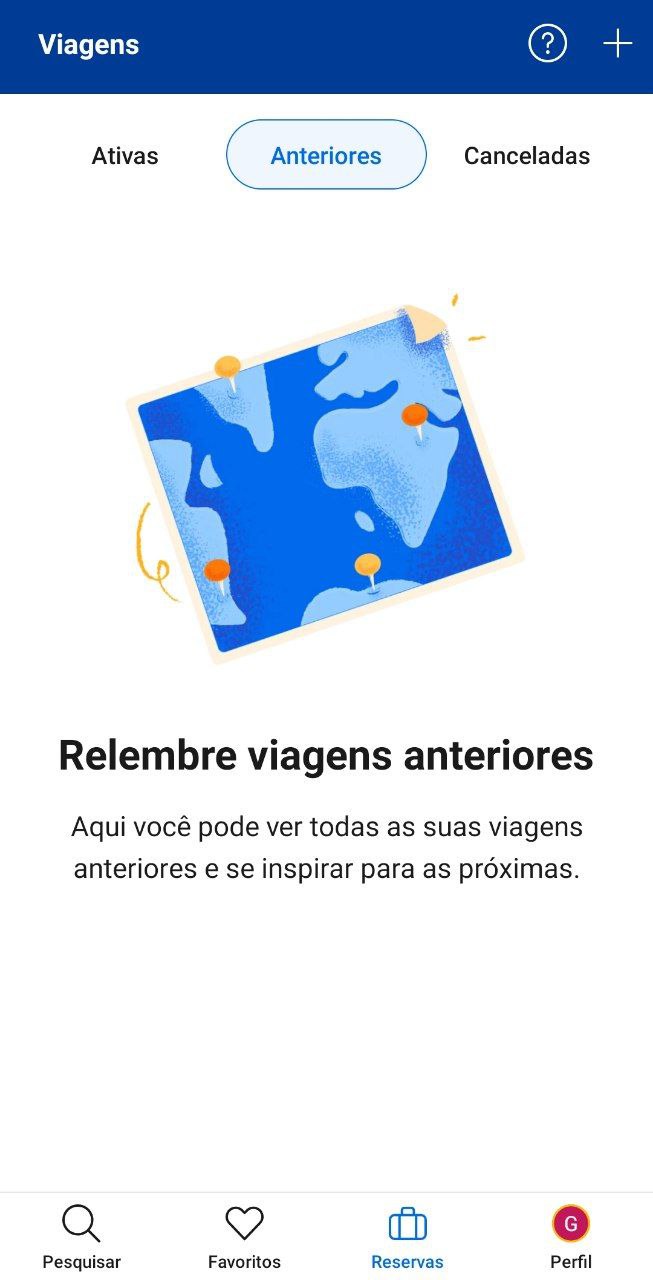 Viagens
Ativas
Anteriores
Canceladas
Relembre viagens anteriores
Aqui você pode ver todas as suas viagens
anteriores e se inspirar para as próximas.
G
Pesquisar
Favoritos
Reservas
Perfil